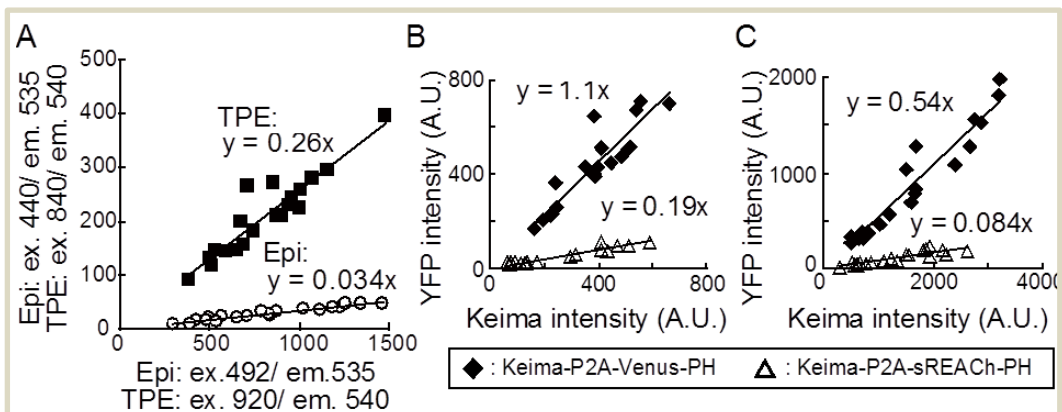 A
Epi: ex. 440/ em. 535
TPE: ex. 840/ em. 540
500
400
300
200
100
0
TPE:
y = 0.26x
Epi:
y = 0.034x
0
500
1000
1500
Epi: ex.492/ em.535
TPE: ex. 920/ em. 540
B
YFP intensity (A.U.)
800
400
0
y = 1.1x
y = 0.19x
0
400
800
Keima intensity (A.U.)
C
YFP intensity (A.U.)
2000
1000
0
y = 0.54x
y = 0.084x
0
2000
4000
Keima intensity (A.U.)
: Keima-P2A-Venus-PH
: Keima-P2A-sREACh-PH